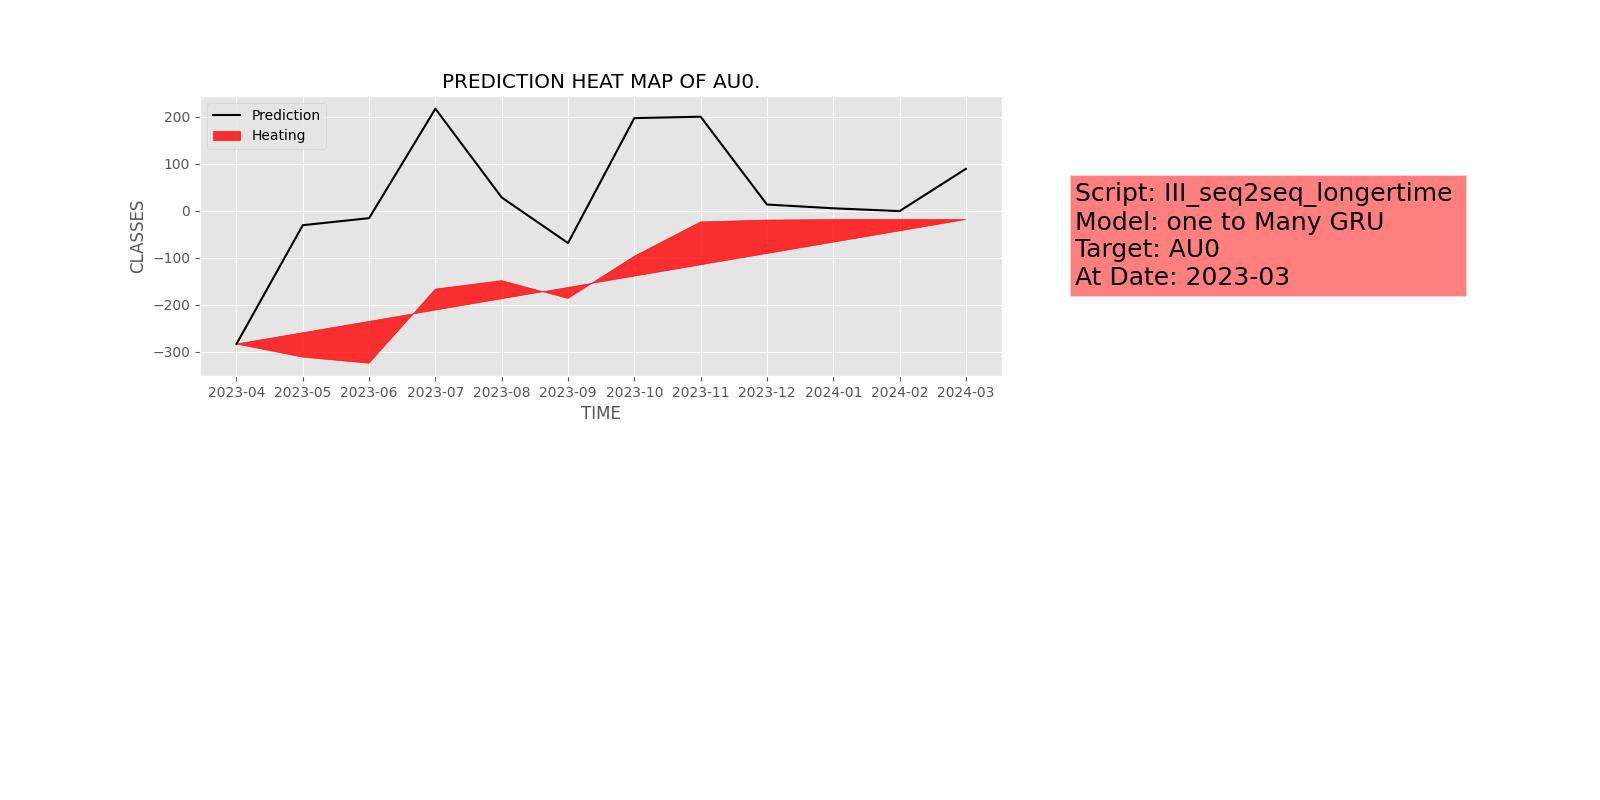 PREDICTION HEAT MAP OF AU0.
Prediction
Heating
CLASSES
200
100
0
−100
−200
−300
2023-04 2023-05 2023-06 2023-07 2023-08 2023-09 2023-10 2023-11 2023-12 2024-01 2024-02 2024-03
TIME
Script: III_seq2seq_longertime
Model: one to Many GRU
Target: AU0
At Date: 2023-03